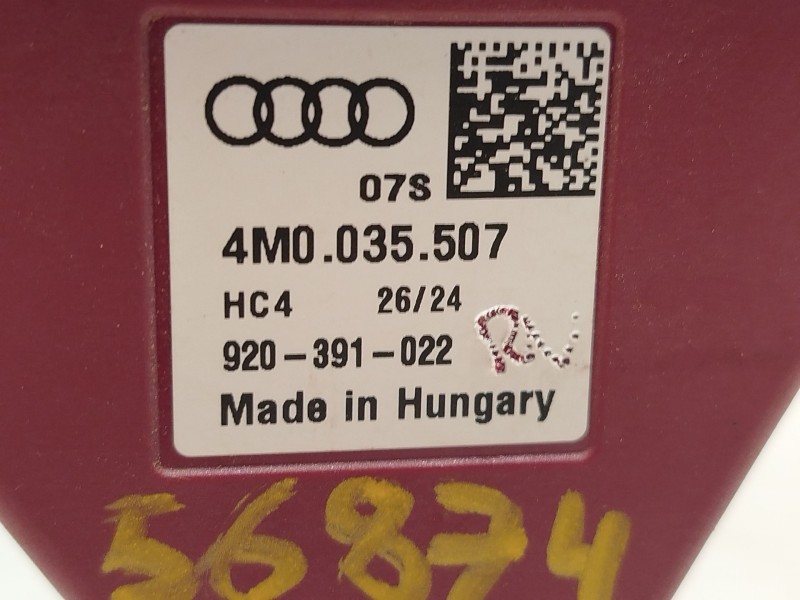 07S
4M0.035.507
HC4 26/24
920-391-022
Made in Hungary
56874